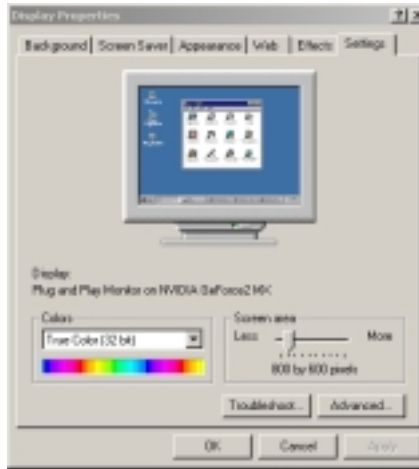 Display Properties
Background Screen Saver Appearance Web Effects Settings
Display:
Plug and Play Monitor on NVIDIA GeForce2 MX
Colors
True Color (32 bit)
Screen area
Less More
800 by 600 pixels
Troubleshoot... Advanced...
OK Cancel Apply